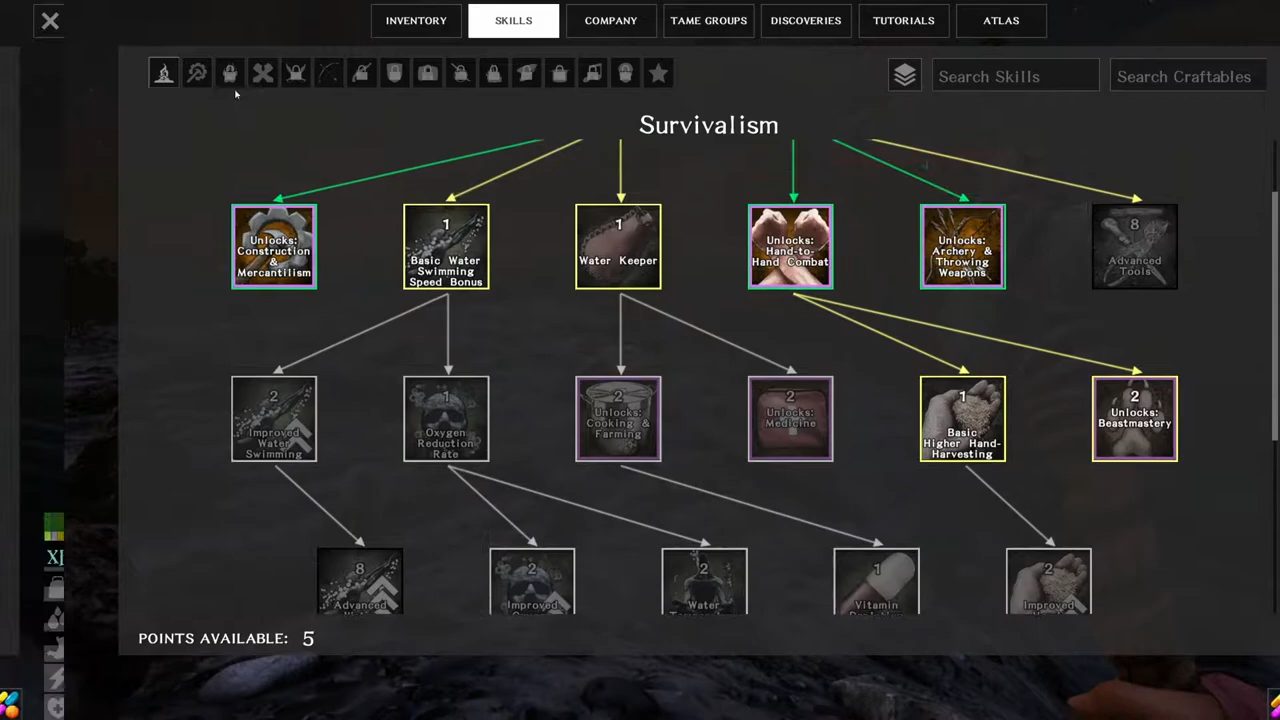 INVENTORY
SKILLS
COMPANY
TAME GROUPS
DISCOVERIES
TUTORIALS
ATLAS
Search Skills
Search Craftables
Survivalism
Unlocks:
Construction
&
Mercantilism
1
Basic Water
Swimming
Speed Bonus
1
Water Keeper
Unlocks:
Hand-to-
Hand Combat
Unlocks:
Archery &
Throwing
Weapons
8
Advanced
Tools
2
Improved
Water
Swimming
1
Oxygen
Reduction
Rate
2
Unlocks:
Cooking &
Farming
2
Unlocks:
Medicine
1
Basic
Higher Hand-
Harvesting
2
Unlocks:
Beastmastery
8
Advanced
2
Improved
2
Water
1
Vitamin
2
Improved
POINTS AVAILABLE: 5